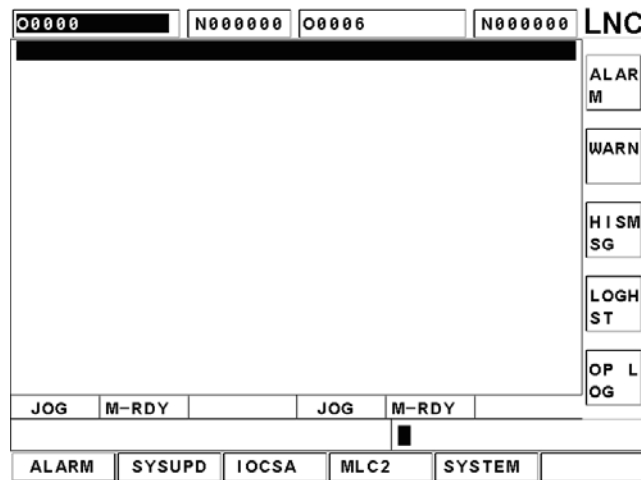 O0000 N000000 O0006 N000000 LNC
ALAR
M
WARN
HISM
SG
LOGH
ST
OP L
OG
JOG M-RDY JOG M-RDY
ALARM SYSUPD IOCSA MLC2 SYSTEM